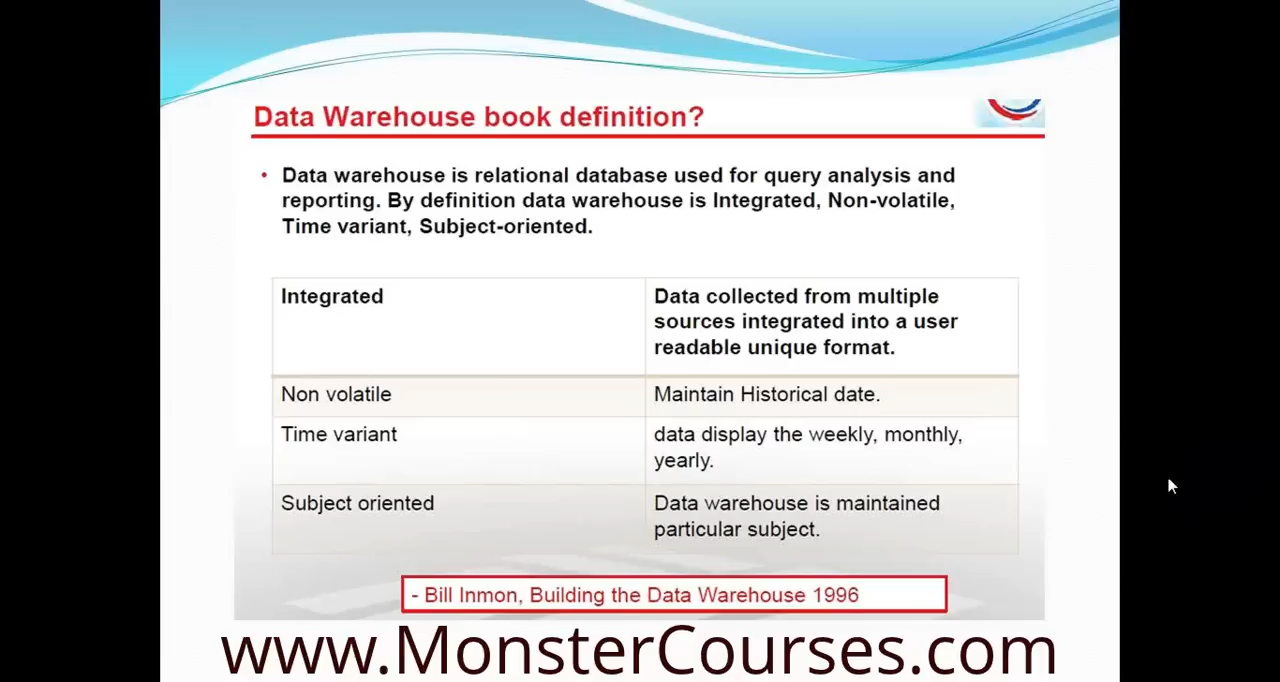 Data Warehouse book definition?
• Data warehouse is relational database used for query analysis and
reporting. By definition data warehouse is Integrated, Non-volatile,
Time variant, Subject-oriented.
Integrated
Data collected from multiple
sources integrated into a user
readable unique format.
Non volatile
Maintain Historical date.
Time variant
data display the weekly, monthly,
yearly.
Subject oriented
Data warehouse is maintained
particular subject.
- Bill Inmon, Building the Data Warehouse 1996
www.MonsterCourses.com